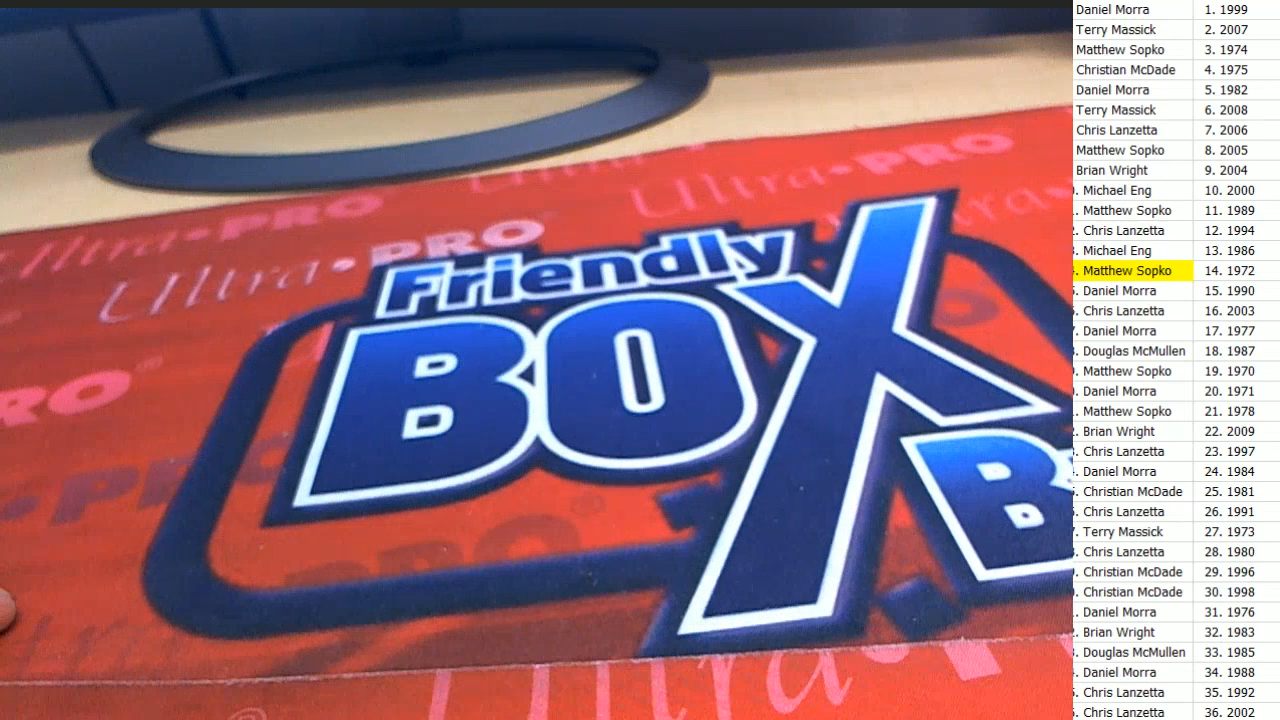 Ultra•PRO
Ultra•PRO
Ultra•PRO
Friendly
BOX
B
RO
Ultra
Daniel Morra 1. 1999
Terry Massick 2. 2007
Matthew Sopko 3. 1974
Christian McDade 4. 1975
Daniel Morra 5. 1982
Terry Massick 6. 2008
Chris Lanzetta 7. 2006
Matthew Sopko 8. 2005
Brian Wright 9. 2004
. Michael Eng 10. 2000
. Matthew Sopko 11. 1989
. Chris Lanzetta 12. 1994
. Michael Eng 13. 1986
. Matthew Sopko 14. 1972
. Daniel Morra 15. 1990
. Chris Lanzetta 16. 2003
. Daniel Morra 17. 1977
. Douglas McMullen 18. 1987
. Matthew Sopko 19. 1970
. Daniel Morra 20. 1971
. Matthew Sopko 21. 1978
. Brian Wright 22. 2009
. Chris Lanzetta 23. 1997
. Daniel Morra 24. 1984
. Christian McDade 25. 1981
. Chris Lanzetta 26. 1991
. Terry Massick 27. 1973
. Chris Lanzetta 28. 1980
. Christian McDade 29. 1996
. Christian McDade 30. 1998
. Daniel Morra 31. 1976
. Brian Wright 32. 1983
. Douglas McMullen 33. 1985
. Daniel Morra 34. 1988
. Chris Lanzetta 35. 1992
. Chris Lanzetta 36. 2002